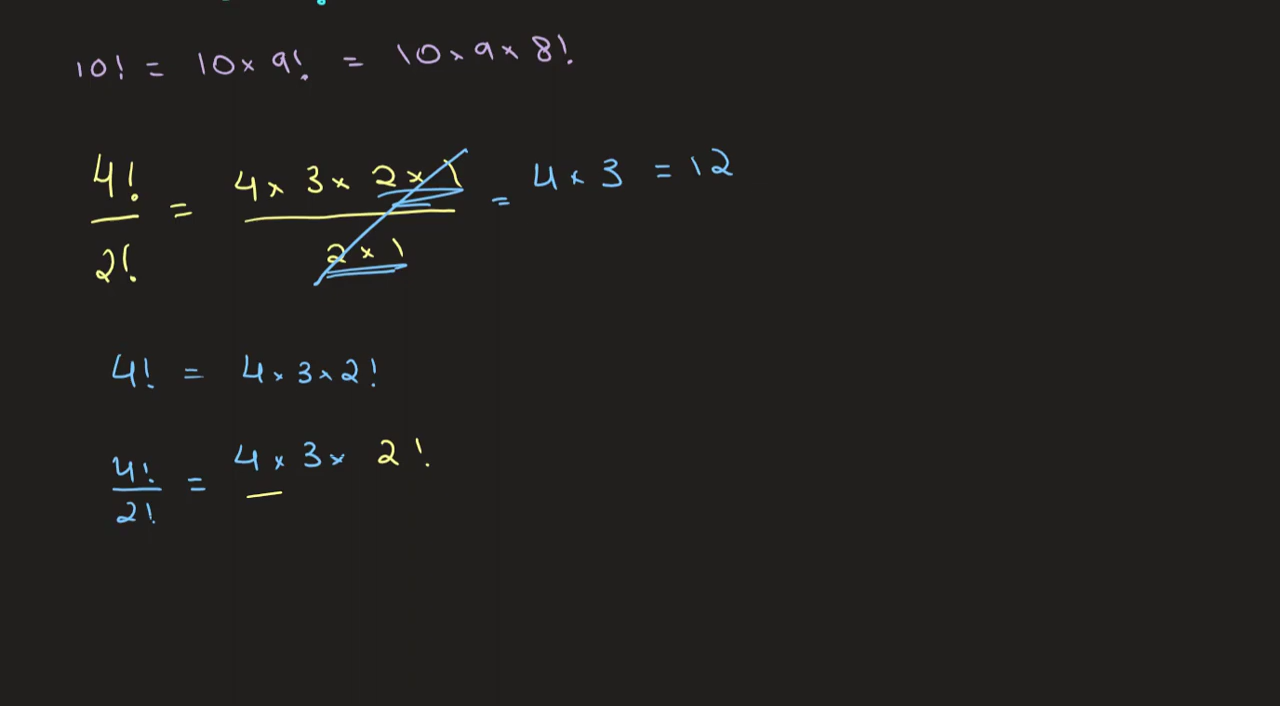 10! = 10 × 9! = 10 × 9 × 8!
4!/2! = 4 × 3 × 2 × 1 / 2 × 1 = 4 × 3 = 12
4! = 4 × 3 × 2!
4!/2! = 4 × 3 × 2!